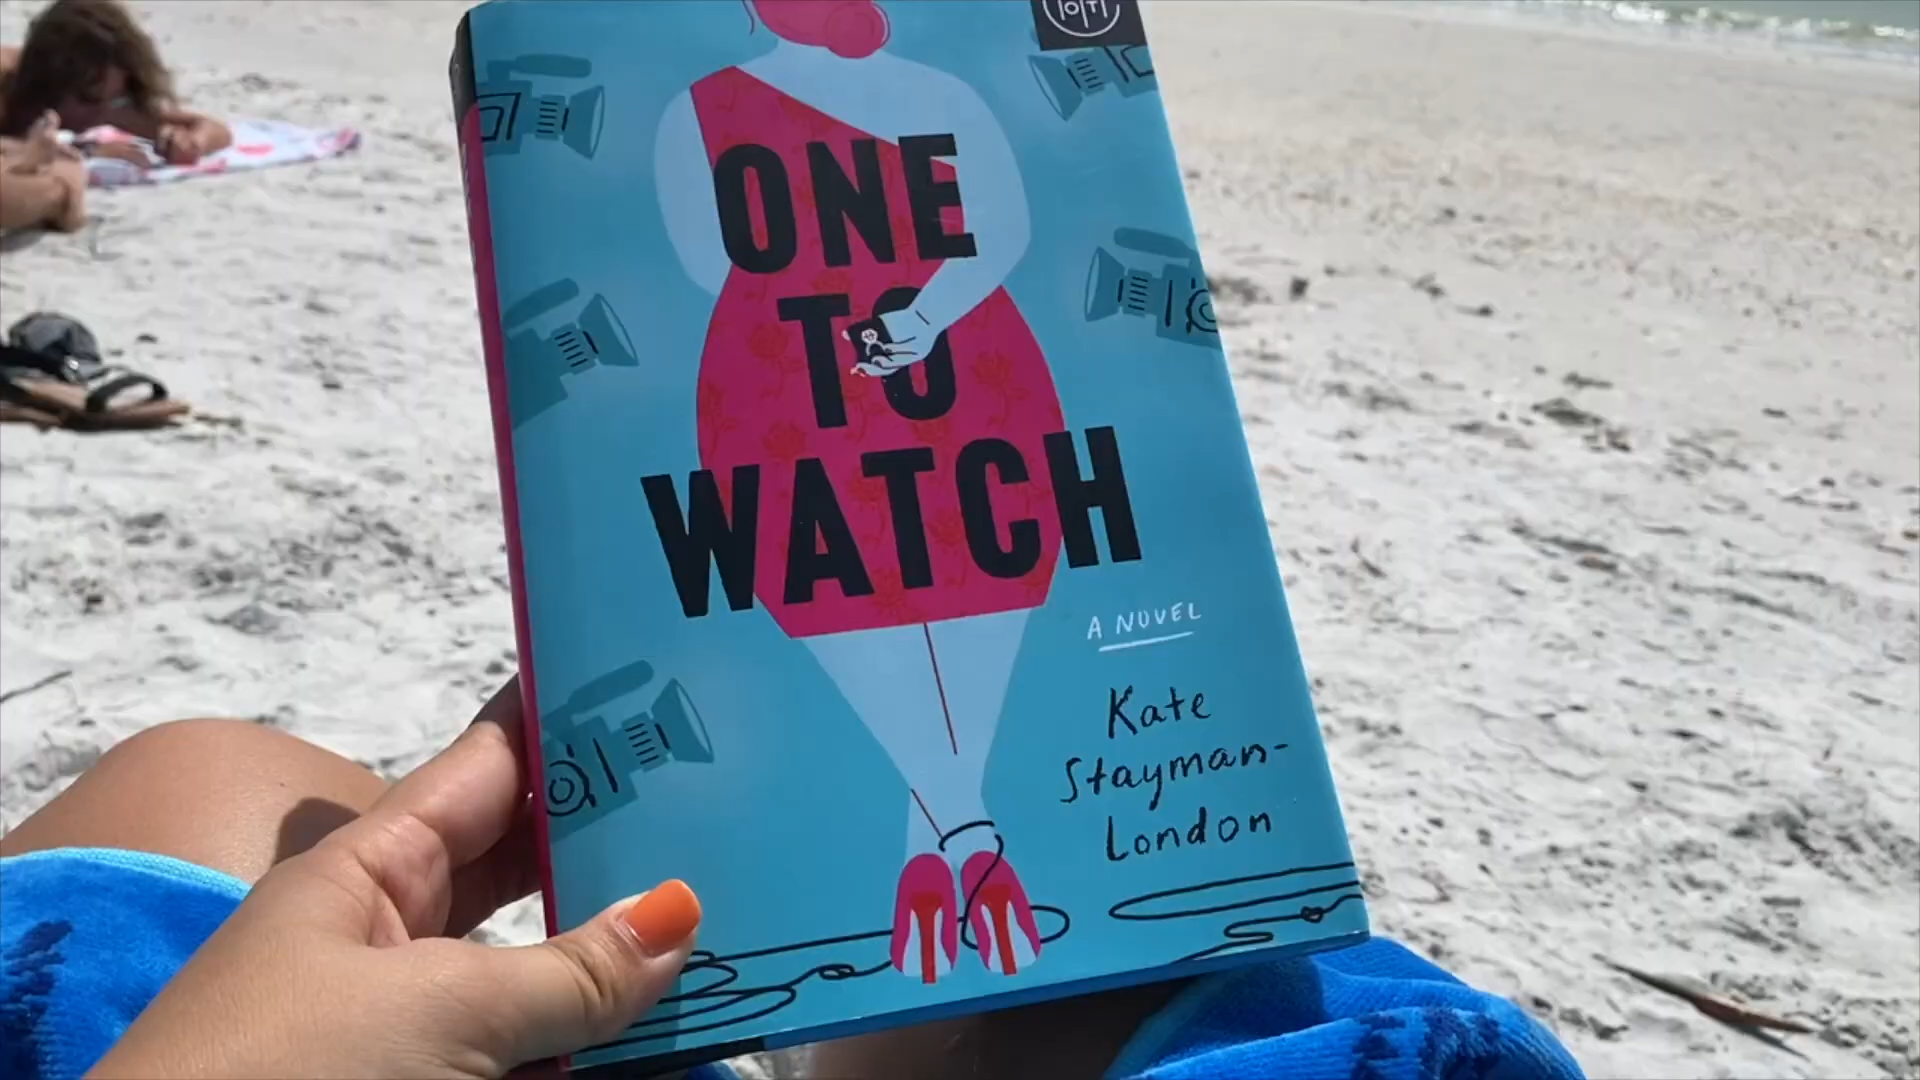 ONE
TO
WATCH
A NOVEL
Kate
Stayman-
London